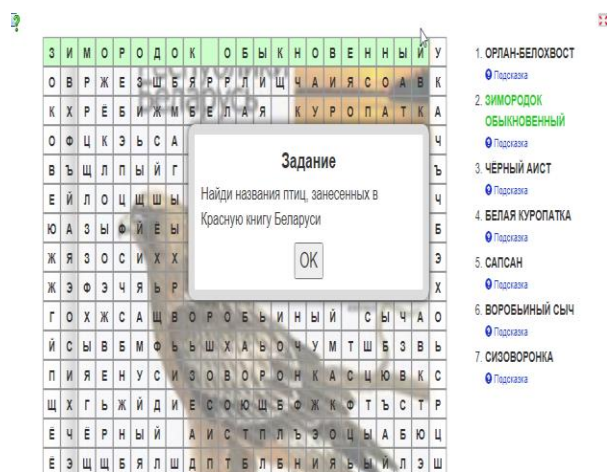 З И М О Р О Д О К О Б Ы К Н О В Е Н Н Ы Й У
О В Р Ж Е З Ш Б Я Р Р Л И Щ Ч А И Я С О А В К
К Х Р Ё Б И Ж М Б Е Л А Я К У Р О П А Т К А
О Ф Ц К Э Ь С А Ч
В Ъ Щ Л П Ы Й Г Ъ
Е Й Л О Ц Щ Ш Ы Ч
Ю А З Ы Ф Й Е Ы Б
Ж Я З О С И Х Х Э
Ж Э Ф Э Ч Я Ь Р Х
Г О Х Ж С А Щ В О Р О Б Ь И Н Ы Й С Ы Ч А О
Й С Ы В Б М Ф Ь Ь Ш Х А Ь О Ч У М Т Ш Б З В Ь
П И Я Е Н У С И З О В О Р О Н К А С Ц Ю В К С
Щ Х Г Ь Ж Й Д И Е С О Ю Щ Б Ф Ж К Ф Т Ъ С Т Р
Ё Ч Ё Р Н Ы Й А И С Т П Л Ъ Э О Ц Ы А Б Ю Ц
Ё Э Щ Щ Б Я Л Ш Д П Т Б Л Б Н И Я Ь Ы Й Л Э Ш
Задание
Найди названия птиц, занесенных в
Красную книгу Беларуси
OK
1. ОРЛАН-БЕЛОХВОСТ
Подсказка
2. ЗИМОРОДОК
ОБЫКНОВЕННЫЙ
Подсказка
3. ЧЁРНЫЙ АИСТ
Подсказка
4. БЕЛАЯ КУРОПАТКА
Подсказка
5. САПСАН
Подсказка
6. ВОРОБЬИНЫЙ СЫЧ
Подсказка
7. СИЗОВОРОНКА
Подсказка